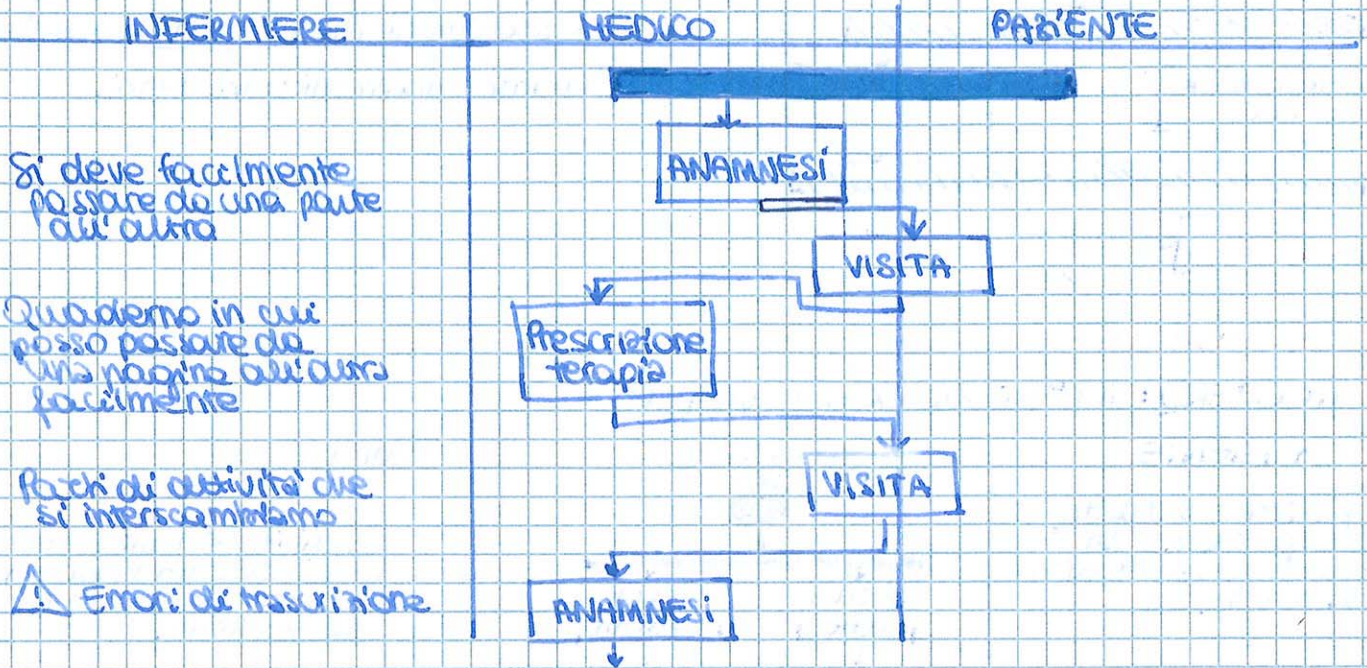 INFERMIERE
MEDICO
PAZIENTE
ANAMNESI
Si deve facilmente
passare da una parte
all'altra
VISITA
Quaderno in cui
posso passare da
una pagina all'altra
facilmente
Prescrizione
terapia
VISITA
di attività che
si interscambiano
⚠ Errori di trascrizione
ANAMNESI